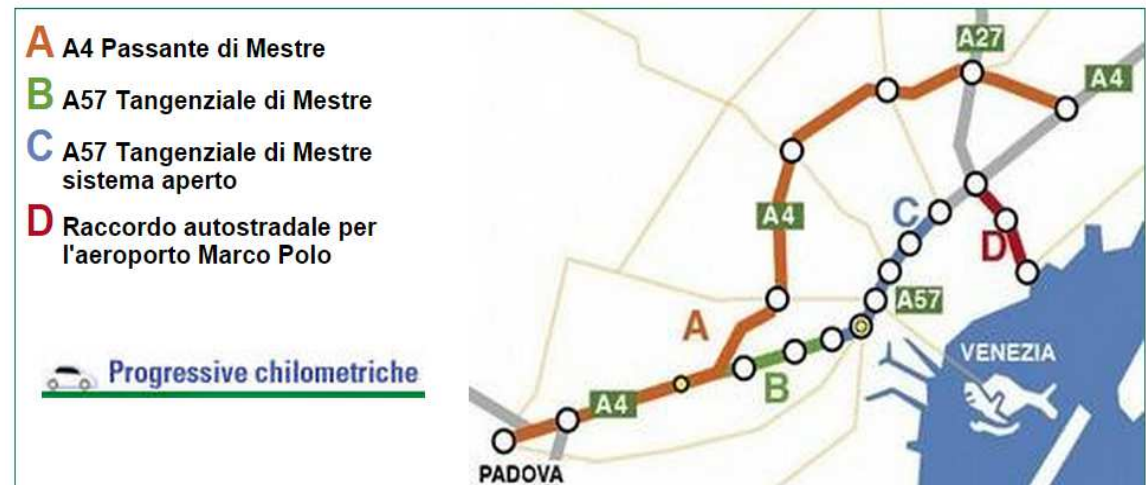 A A4 Passante di Mestre
B A57 Tangenziale di Mestre
C A57 Tangenziale di Mestre
sistema aperto
D Raccordo autostradale per
l'aeroporto Marco Polo
Progressive chilometriche
A27
A4
A4
C
D
A57
A
VENEZIA
B
A4
PADOVA